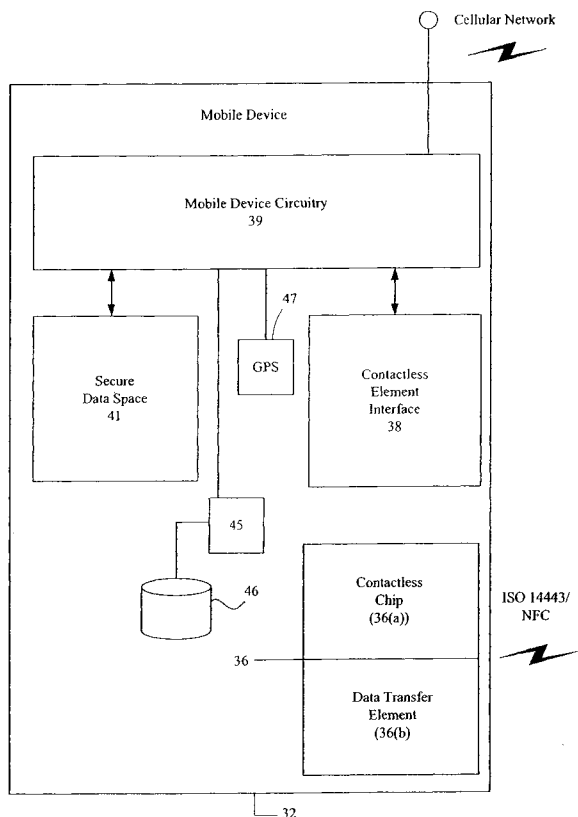 Cellular Network
Mobile Device
Mobile Device Circuitry
39
47
GPS
Secure
Data Space
41
Contactless
Element
Interface
38
45
46
Contactless
Chip
(36(a))
ISO 14443/
NFC
36
Data Transfer
Element
(36(b)
32